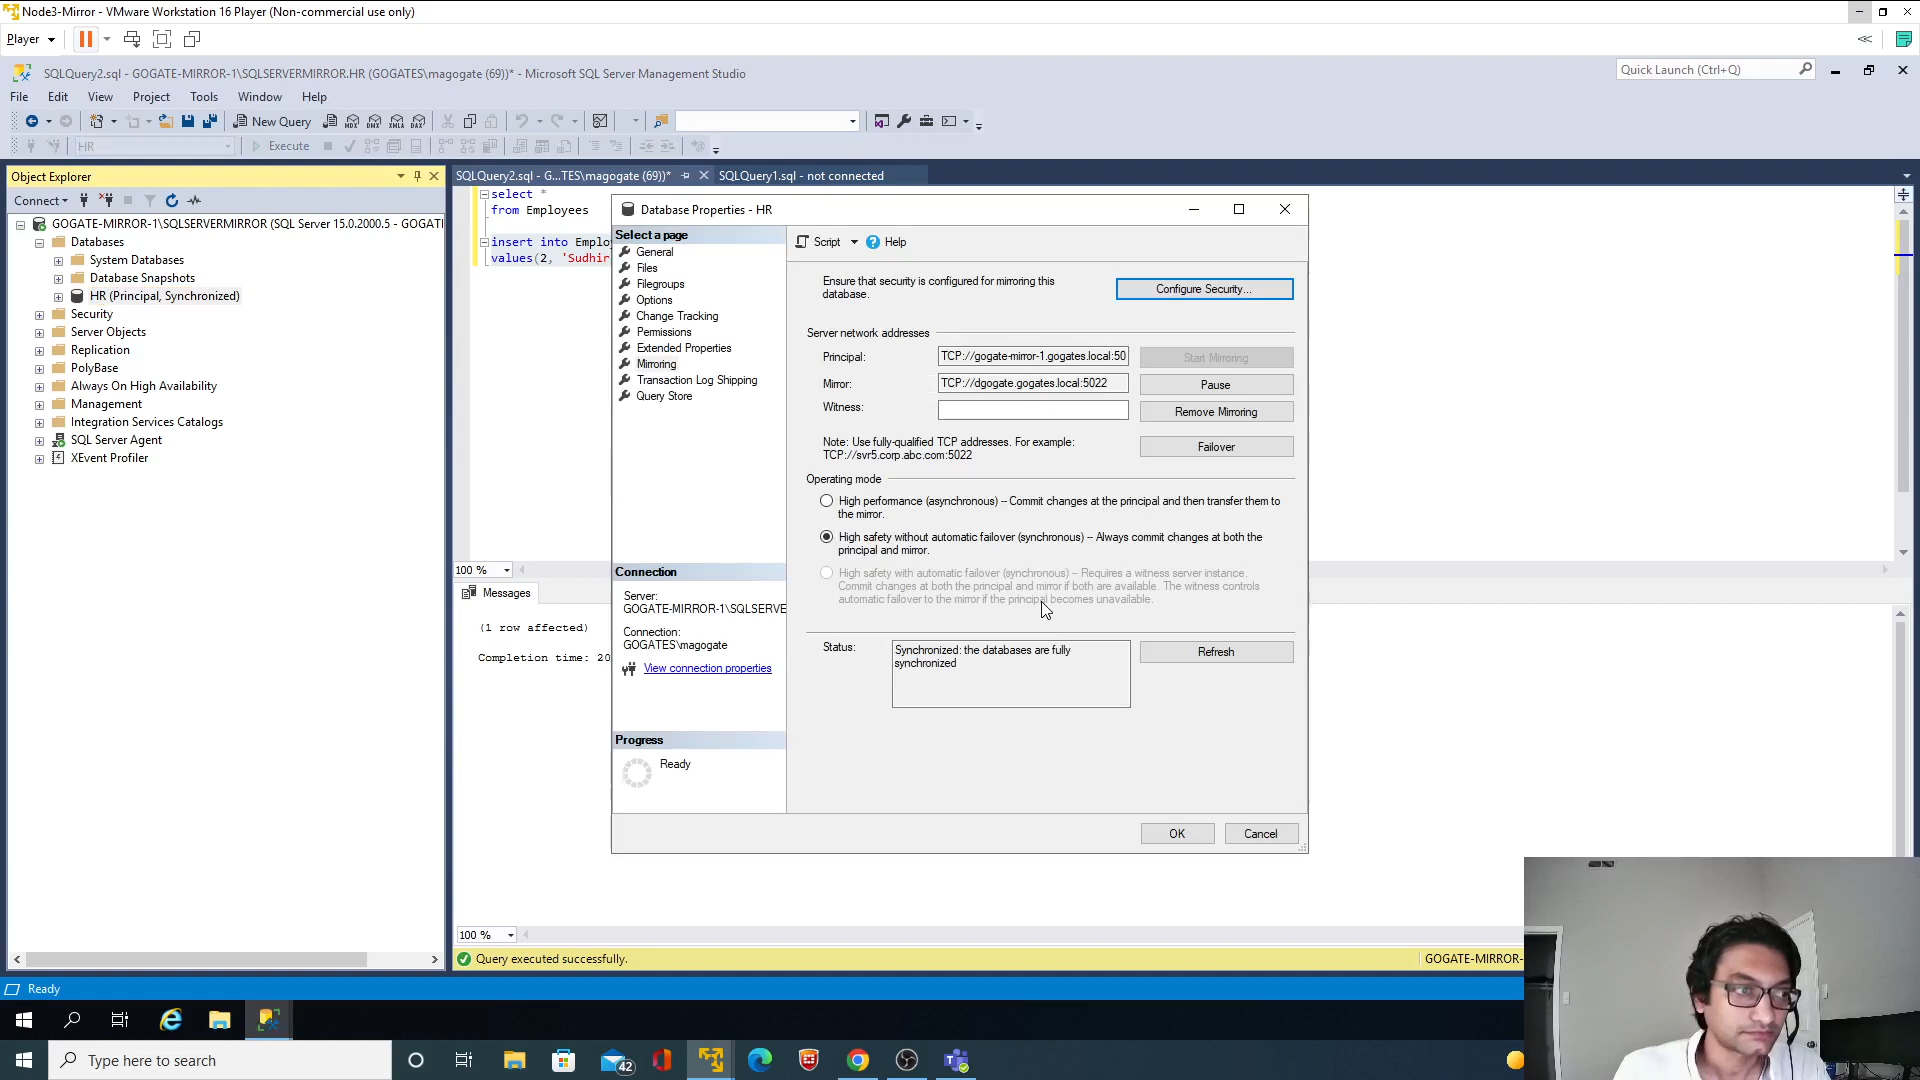 Node3-Mirror - VMware Workstation 16 Player (Non-commercial use only)
Player
SQLQuery2.sql - GOGATE-MIRROR-1\SQLSERVERMIRROR.HR (GOGATES\magogate (69))* - Microsoft SQL Server Management Studio
Quick Launch (Ctrl+Q)
File Edit View Project Tools Window Help
New Query
MDX DMX XMLA DAX
HR
Execute
Object Explorer
Connect
GOGATE-MIRROR-1\SQLSERVERMIRROR (SQL Server 15.0.2000.5 - GOGATE
Databases
System Databases
Database Snapshots
HR (Principal, Synchronized)
Security
Server Objects
Replication
PolyBase
Always On High Availability
Management
Integration Services Catalogs
SQL Server Agent
XEvent Profiler
SQLQuery2.sql - G...TES\magogate (69))*
SQLQuery1.sql - not connected
select *
from Employees
insert into Employ
values(2, 'Sudhir
100 %
Messages
(1 row affected)
Completion time: 20
100 %
Query executed successfully.
GOGATE-MIRROR-
Database Properties - HR
Select a page
General
Files
Filegroups
Options
Change Tracking
Permissions
Extended Properties
Mirroring
Transaction Log Shipping
Query Store
Connection
Server:
GOGATE-MIRROR-1\SQLSERVE
Connection:
GOGATES\magogate
View connection properties
Progress
Ready
Script
Help
Ensure that security is configured for mirroring this
database.
Configure Security...
Server network addresses
Principal:
TCP://gogate-mirror-1.gogates.local:50
Start Mirroring
Mirror:
TCP://dgogate.gogates.local:5022
Pause
Witness:
Remove Mirroring
Note: Use fully-qualified TCP addresses. For example:
TCP://svr5.corp.abc.com:5022
Failover
Operating mode
High performance (asynchronous) – Commit changes at the principal and then transfer them to
the mirror.
High safety without automatic failover (synchronous) – Always commit changes at both the
principal and mirror.
High safety with automatic failover (synchronous) – Requires a witness server instance.
Commit changes at both the principal and mirror if both are available. The witness controls
automatic failover to the mirror if the principal becomes unavailable.
Status:
Synchronized: the databases are fully
synchronized
Refresh
OK
Cancel
Ready
Type here to search
42